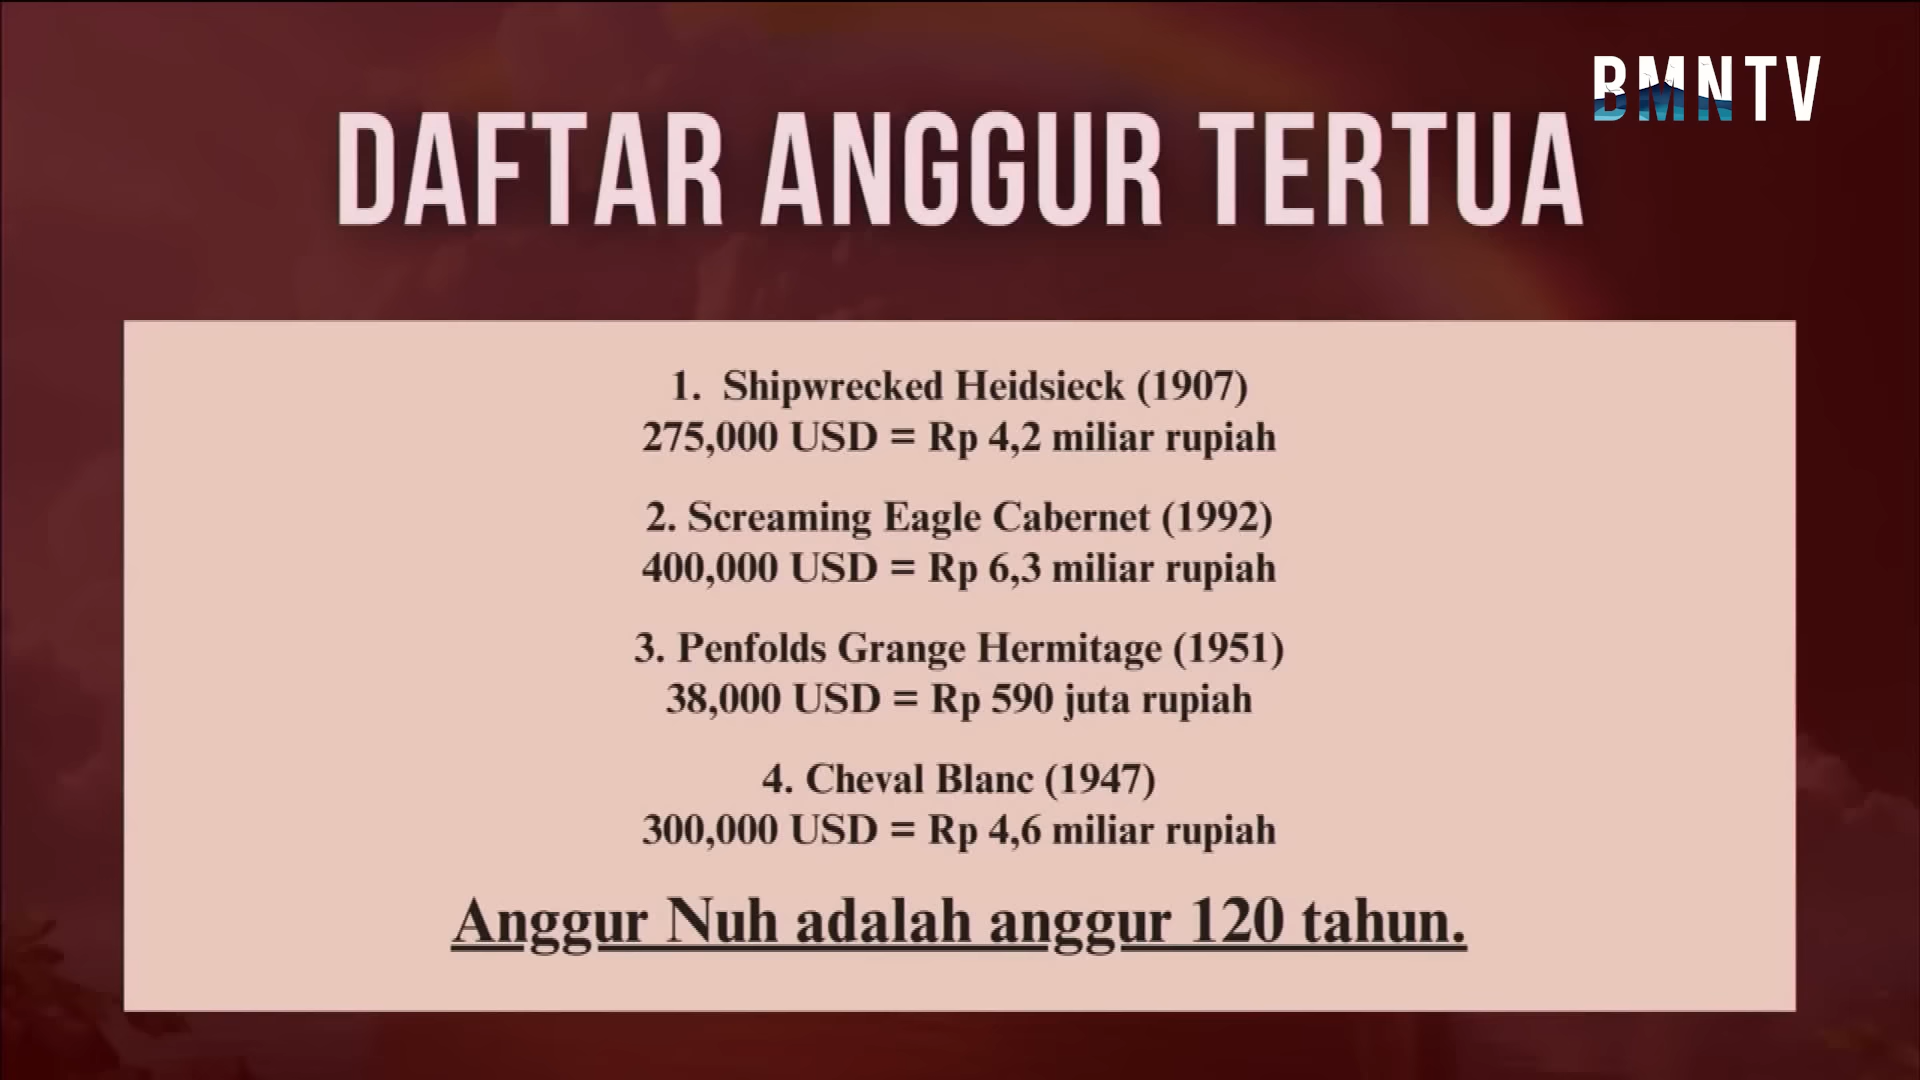 BMNTV
DAFTAR ANGGUR TERTUA
1. Shipwrecked Heidsieck (1907)
275,000 USD = Rp 4,2 miliar rupiah
2. Screaming Eagle Cabernet (1992)
400,000 USD = Rp 6,3 miliar rupiah
3. Penfolds Grange Hermitage (1951)
38,000 USD = Rp 590 juta rupiah
4. Cheval Blanc (1947)
300,000 USD = Rp 4,6 miliar rupiah
Anggur Nuh adalah anggur 120 tahun.